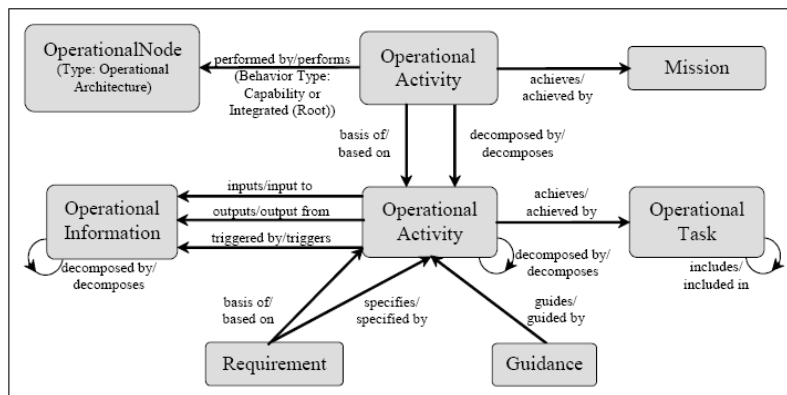 OperationalNode
(Type: Operational
Architecture)
performed by/performs
(Behavior Type:
Capability or
Integrated (Root))
Operational
Activity
achieves/
achieved by
Mission
basis of/
based on
decomposed by/
decomposes
Operational
Information
inputs/input to
outputs/output from
triggered by/triggers
Operational
Activity
achieves/
achieved by
Operational
Task
decomposed by/
decomposes
decomposed by/
decomposes
includes/
included in
basis of/
based on
specifies/
specified by
guides/
guided by
Requirement
Guidance